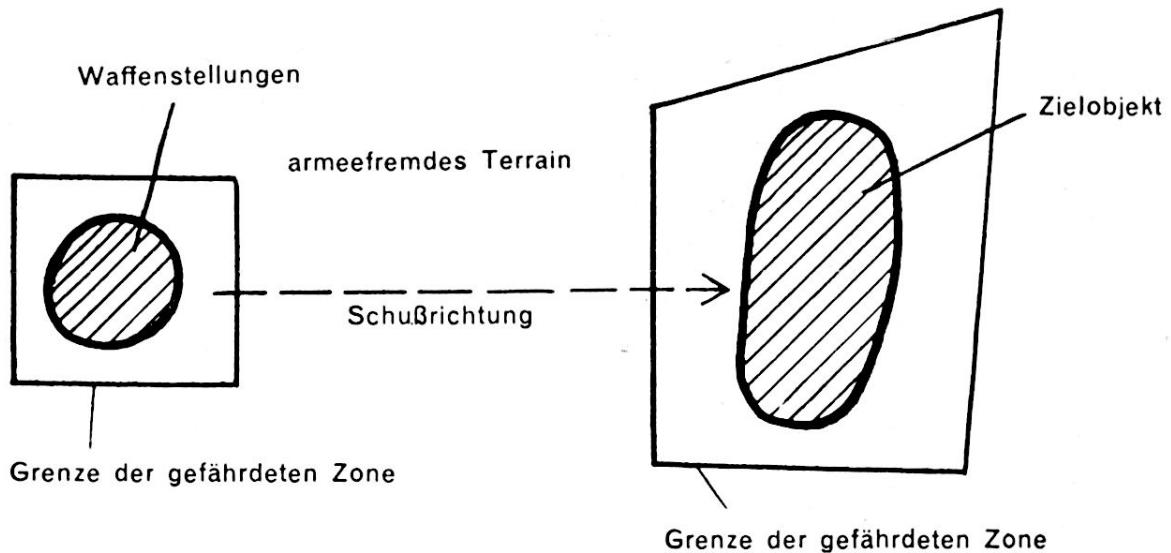 Waffenstellungen
Zielobjekt
armeefremdes Terrain
Schußrichtung
Grenze der gefährdeten Zone
Grenze der gefährdeten Zone